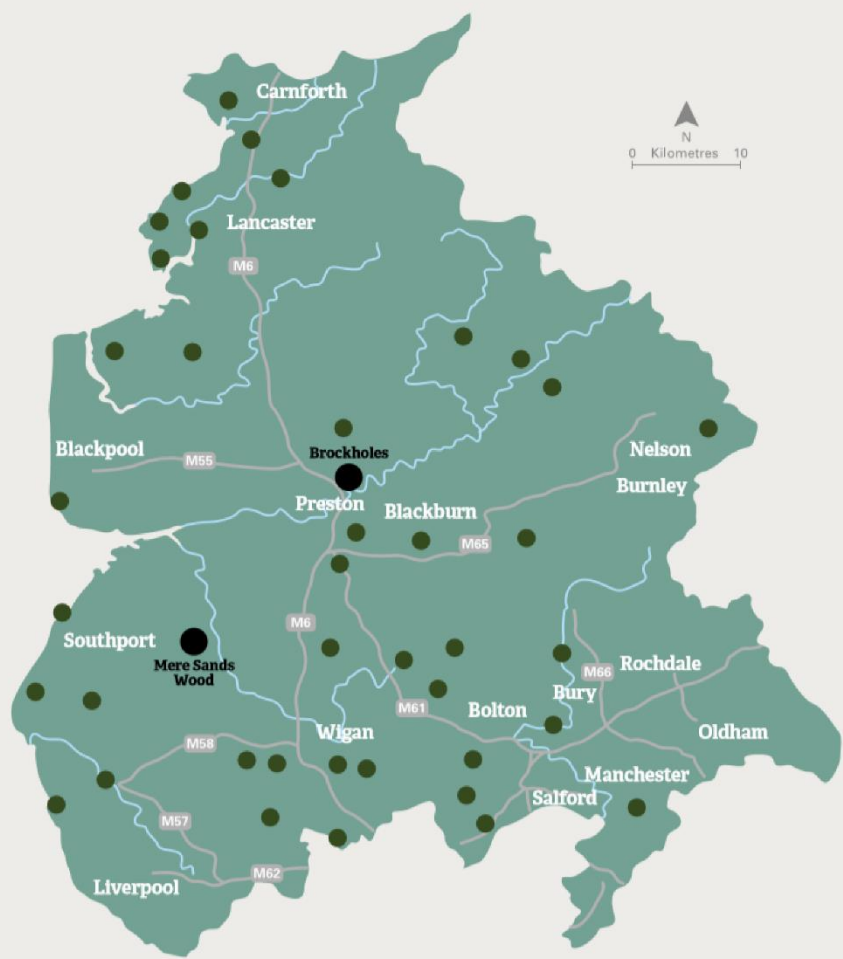 Carnforth
N
0 Kilometres 10
Lancaster
M6
Blackpool
M55
Brockholes
Preston
Blackburn
Nelson
Burnley
M65
Southport
Mere Sands
Wood
M6
M66
Rochdale
Bury
M61
Bolton
Wigan
Oldham
M58
Manchester
Salford
M57
M62
Liverpool